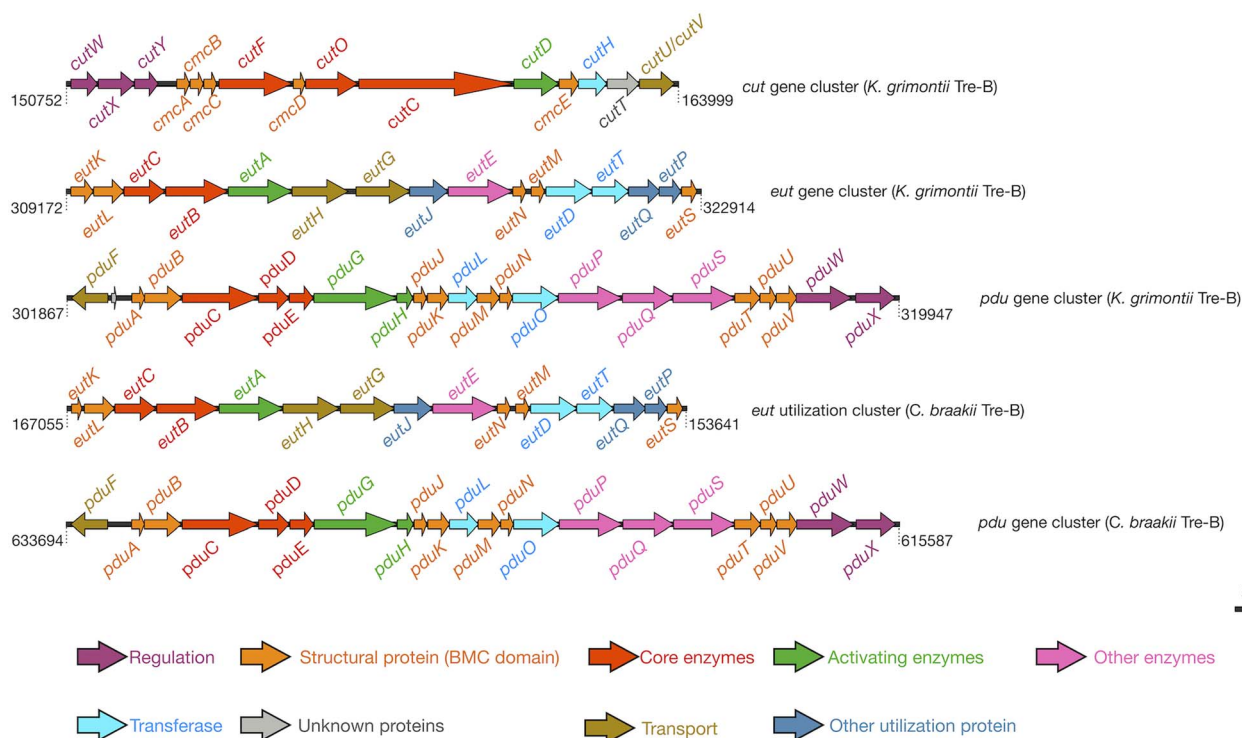 cutW cutY cmcB cutF cutO cutD cutH cutU/cutV
150752 163999 cut gene cluster (K. grimontii Tre-B)
cutX cmcA cmcC cmcD cutC cmcE cutT
eutK eutC eutA eutG eutE eutM eutT eutP
309172 322914 eut gene cluster (K. grimontii Tre-B)
eutL eutB eutH eutJ eutN eutD eutQ eutS
pduF pduB pduD pduG pduJ pduL pduN pduP pduS pduU pduW
301867 319947 pdu gene cluster (K. grimontii Tre-B)
pduA pduC pduE pduH pduK pduM pduO pduQ pduT pduV pduX
eutK eutC eutA eutG eutE eutM eutT eutP
167055 153641 eut utilization cluster (C. braakii Tre-B)
eutL eutB eutH eutJ eutN eutD eutQ eutS
pduF pduB pduD pduG pduJ pduL pduN pduP pduS pduU pduW
633694 615587 pdu gene cluster (C. braakii Tre-B)
pduA pduC pduE pduH pduK pduM pduO pduQ pduT pduV pduX
Regulation Structural protein (BMC domain) Core enzymes Activating enzymes Other enzymes
Transferase Unknown proteins Transport Other utilization protein